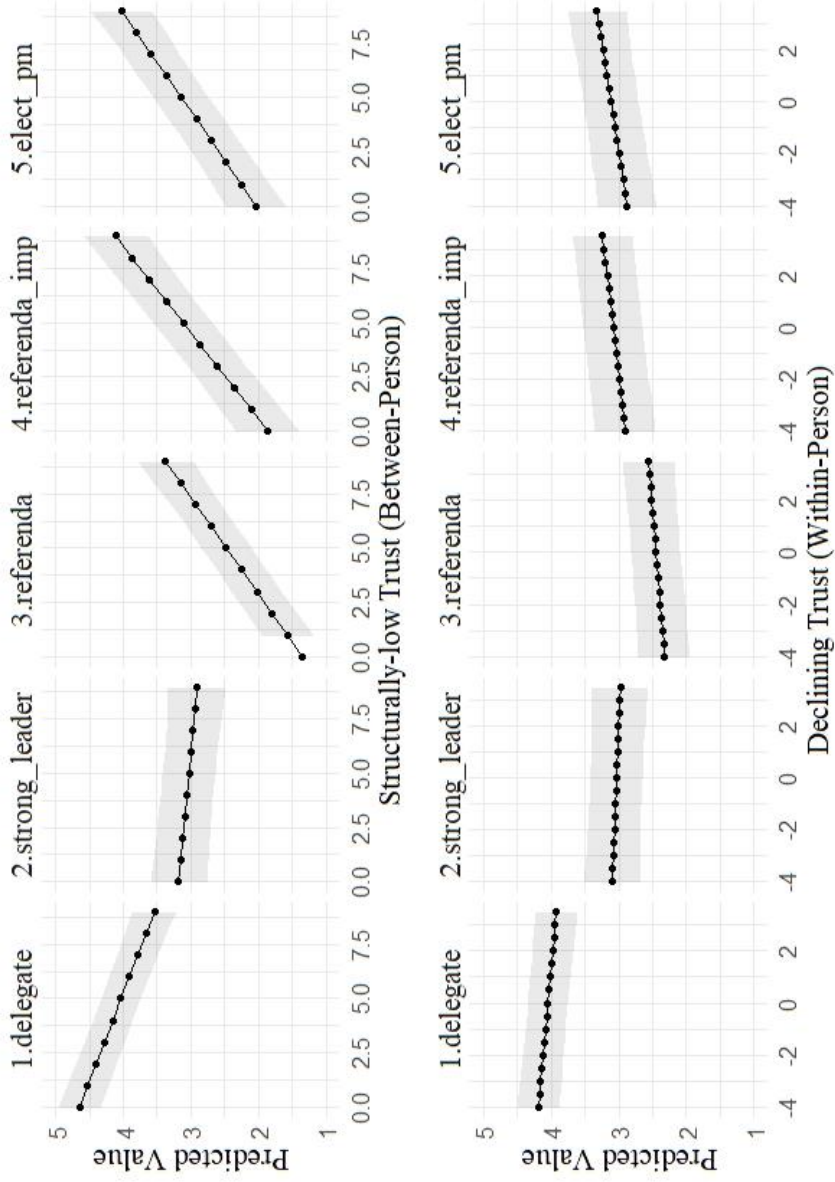 1.delegate 2.strong_leader 3.referenda 4.referenda_imp 5.elect_pm
Predicted Value
5
4
3
2
1
0.0 2.5 5.0 7.5 0.0 2.5 5.0 7.5 0.0 2.5 5.0 7.5 0.0 2.5 5.0 7.5 0.0 2.5 5.0 7.5
Structurally-low Trust (Between-Person)
1.delegate 2.strong_leader 3.referenda 4.referenda_imp 5.elect_pm
Predicted Value
5
4
3
2
1
-4 -2 0 2 -4 -2 0 2 -4 -2 0 2 -4 -2 0 2 -4 -2 0 2
Declining Trust (Within-Person)